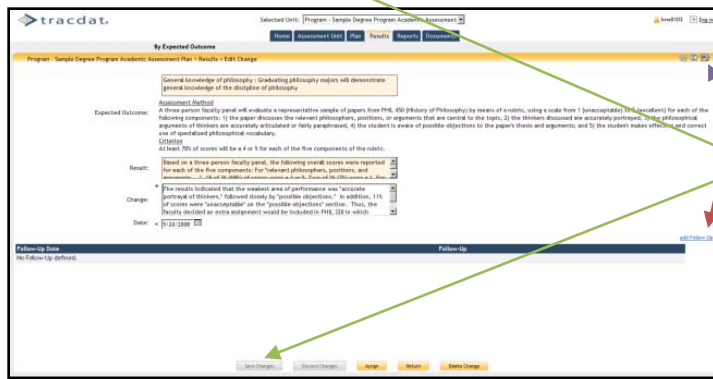 tracdat.
Selected Unit: Program - Sample Degree Program Academic Assessment
Home Assessment Unit Plan Results Reports Documents
By Expected Outcome
Program - Sample Degree Program Academic Assessment Plan > Results > Edit Change
General knowledge of philosophy / Graduating philosophy majors will demonstrate
general knowledge of the discipline of philosophy
Assessment Method
Expected Outcome: A three-person faculty panel will evaluate a representative sample of papers from PHIL 450 (History of Philosophy) by means of a rubric, using a scale from 1 (unacceptable) to 5 (excellent) for each of the
following components: 1) the paper discusses the relevant philosophers, positions, or arguments that are central to the topic, 2) the thinkers discussed are accurately portrayed, 3) the philosophical
arguments of thinkers are accurately articulated or fairly paraphrased, 4) the student is aware of possible objections to the paper's thesis and arguments; and 5) the student makes effective and correct
use of specialized philosophical vocabulary.
Criterion
At least 70% of scores will be a 4 or 5 for each of the five components of the rubric.
Result: Based on a three-person faculty panel, the following overall scores were reported
for each of the five components: For "relevant philosophers, positions, and
Change: * The results indicated that the weakest area of performance was "accurate
portrayal of thinkers," followed closely by "possible objections." In addition, 11%
of scores were "unacceptable" on the "possible objections" section. Thus, the
faculty decided an extra assignment would be included in PHIL 320 in which
Date: * 9/20/2008
add Follow-Up
Follow-Up Date Follow-Up
No Follow-Up defined.
Save Changes Discard Changes Assign Return Delete Change